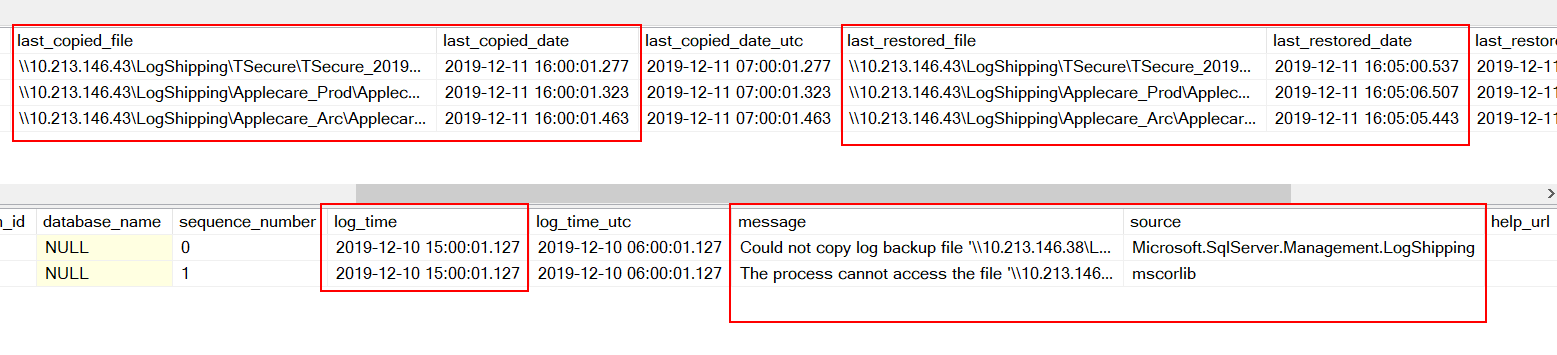 last_copied_file last_copied_date last_copied_date_utc last_restored_file last_restored_date last_restore
\\10.213.146.43\LogShipping\TSecure\TSecure_2019... 2019-12-11 16:00:01.277 2019-12-11 07:00:01.277 \\10.213.146.43\LogShipping\TSecure\TSecure_2019... 2019-12-11 16:05:00.537 2019-12-11
\\10.213.146.43\LogShipping\Applecare_Prod\Applec... 2019-12-11 16:00:01.323 2019-12-11 07:00:01.323 \\10.213.146.43\LogShipping\Applecare_Prod\Applec... 2019-12-11 16:05:06.507 2019-12-11
\\10.213.146.43\LogShipping\Applecare_Arc\Applecar... 2019-12-11 16:00:01.463 2019-12-11 07:00:01.463 \\10.213.146.43\LogShipping\Applecare_Arc\Applecar... 2019-12-11 16:05:05.443 2019-12-11
_id database_name sequence_number log_time log_time_utc message source help_url
NULL 0 2019-12-10 15:00:01.127 2019-12-10 06:00:01.127 Could not copy log backup file '\\10.213.146.38\L... Microsoft.SqlServer.Management.LogShipping
NULL 1 2019-12-10 15:00:01.127 2019-12-10 06:00:01.127 The process cannot access the file '\\10.213.146... mscorlib